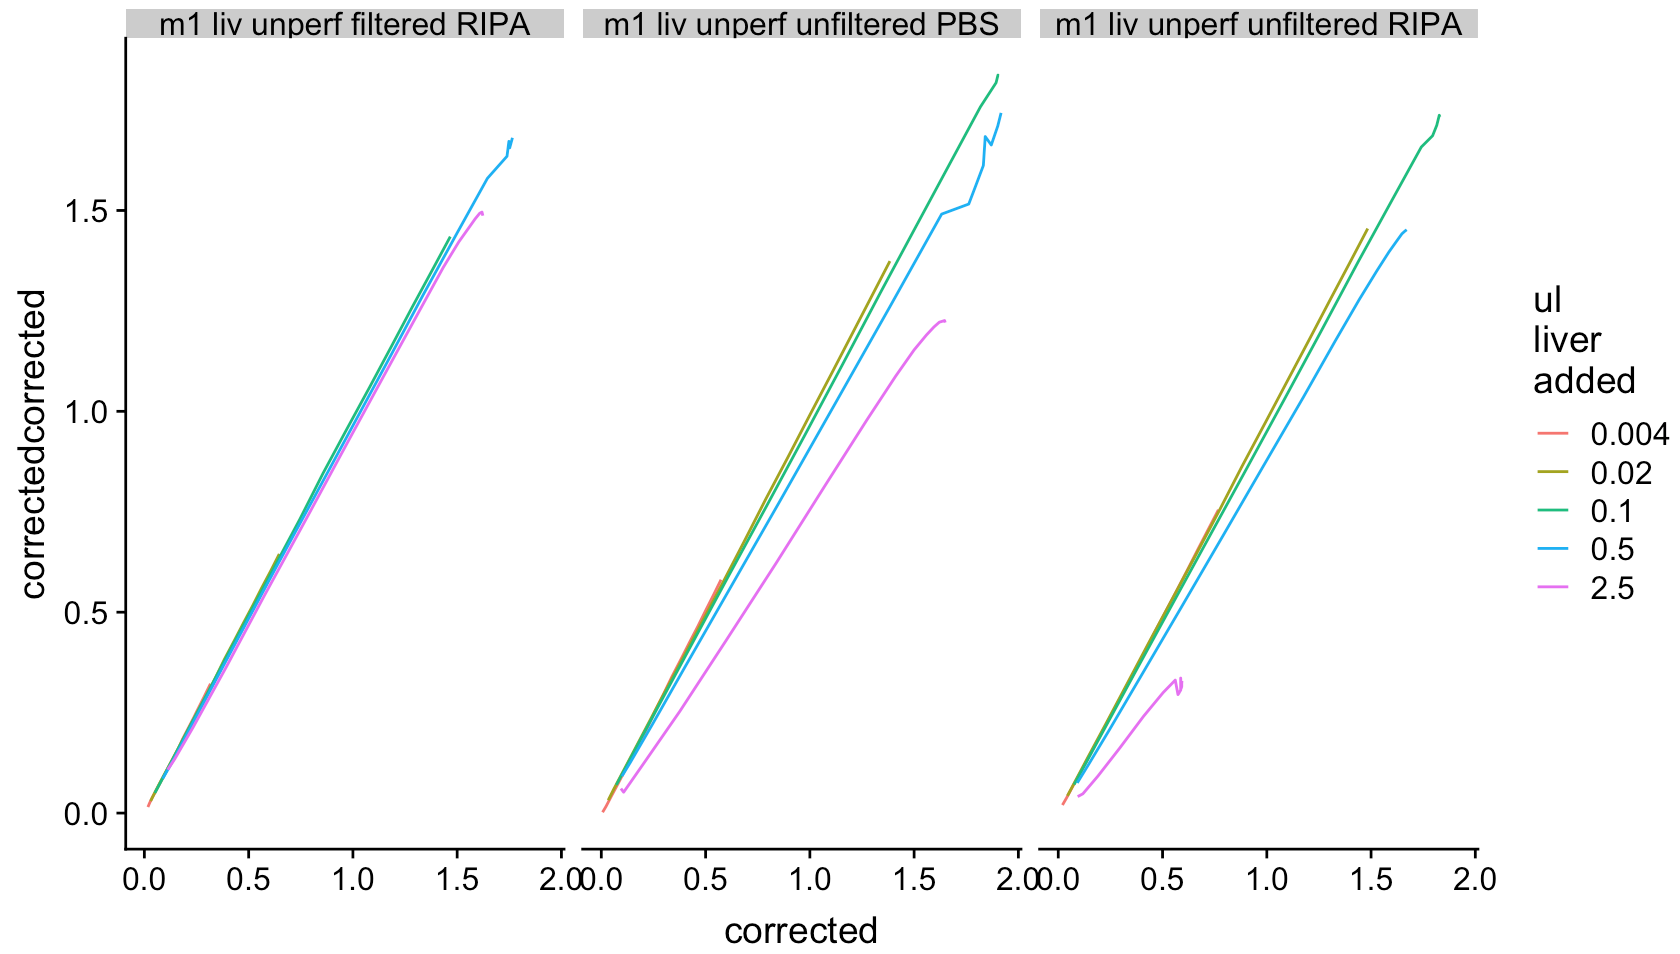 m1 liv unperf filtered RIPA
m1 liv unperf unfiltered PBS
m1 liv unperf unfiltered RIPA
correctedcorrected
1.5
1.0
0.5
0.0
0.0 0.5 1.0 1.5 2.0
0.0 0.5 1.0 1.5 2.0
0.0 0.5 1.0 1.5 2.0
corrected
ul
liver
added
0.004
0.02
0.1
0.5
2.5